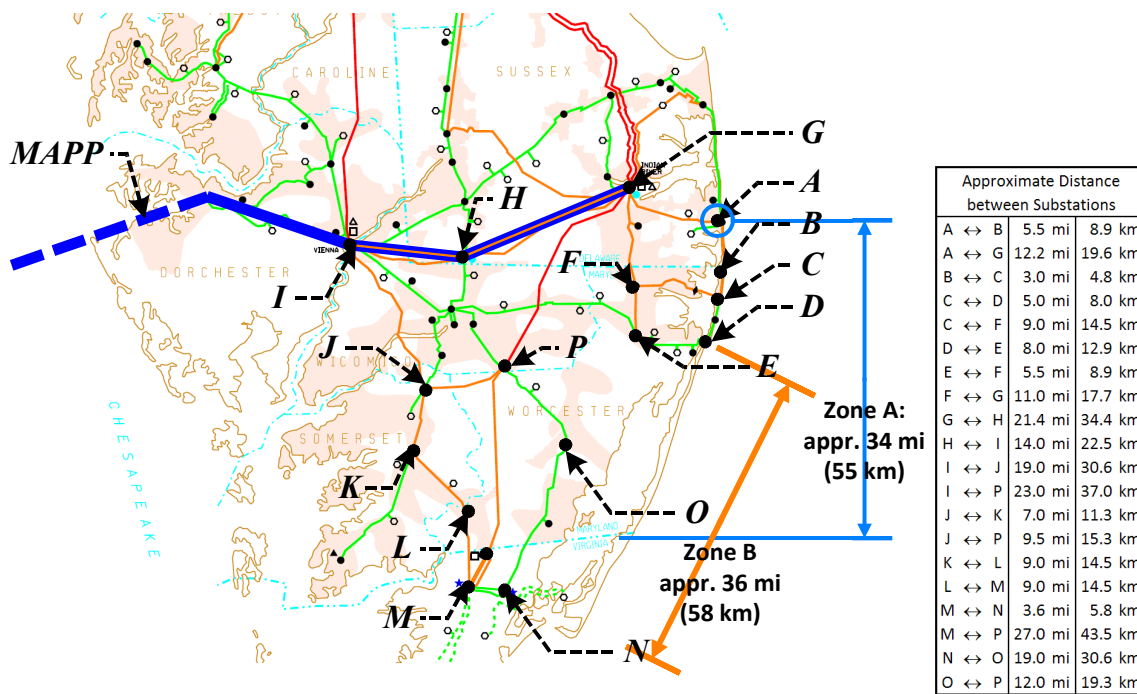 CAROLINE
SUSSEX
MAPP
G
INDIAN
RIVER
A
H
B
VIENNA
DORCHESTER
F
DELAWARE
MARYLAND
C
I
D
J
P
E
WICOMICO
WORCESTER
CHESAPEAKE
SOMERSET
Zone A:
appr. 34 mi
(55 km)
K
O
L
MARYLAND
VIRGINIA
Zone B
appr. 36 mi
(58 km)
M
N
Approximate Distance
between Substations
A ↔ B 5.5 mi 8.9 km
A ↔ G 12.2 mi 19.6 km
B ↔ C 3.0 mi 4.8 km
C ↔ D 5.0 mi 8.0 km
C ↔ F 9.0 mi 14.5 km
D ↔ E 8.0 mi 12.9 km
E ↔ F 5.5 mi 8.9 km
F ↔ G 11.0 mi 17.7 km
G ↔ H 21.4 mi 34.4 km
H ↔ I 14.0 mi 22.5 km
I ↔ J 19.0 mi 30.6 km
I ↔ P 23.0 mi 37.0 km
J ↔ K 7.0 mi 11.3 km
J ↔ P 9.5 mi 15.3 km
K ↔ L 9.0 mi 14.5 km
L ↔ M 9.0 mi 14.5 km
M ↔ N 3.6 mi 5.8 km
M ↔ P 27.0 mi 43.5 km
N ↔ O 19.0 mi 30.6 km
O ↔ P 12.0 mi 19.3 km